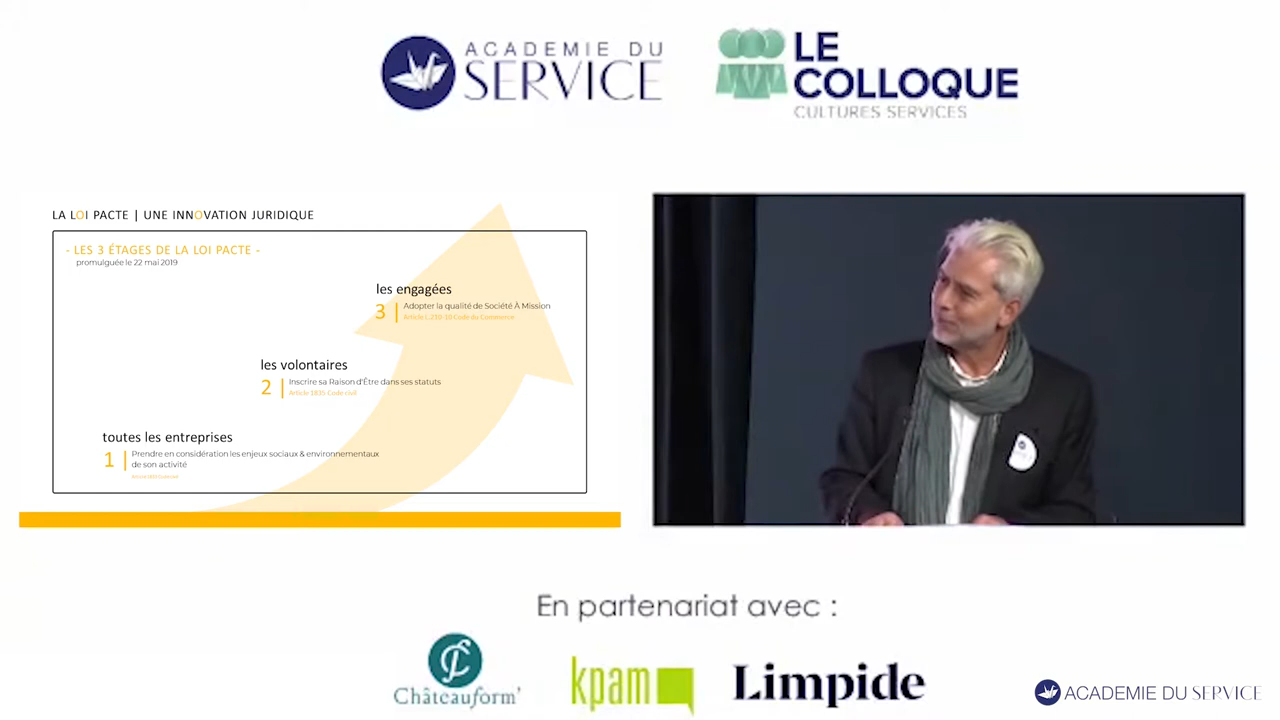 ACADEMIE DU
SERVICE
LE
COLLOQUE
CULTURES SERVICES
LA LOI PACTE | UNE INNOVATION JURIDIQUE
- LES 3 ÉTAGES DE LA LOI PACTE -
promulguée le 22 mai 2019
les engagées
3 | Adopter la qualité de Société À Mission
Article L.210-10 Code du Commerce
les volontaires
2 | Inscrire sa Raison d'Être dans ses statuts
Article 1835 Code civil
toutes les entreprises
1 | Prendre en considération les enjeux sociaux & environnementaux
de son activité
En partenariat avec :
Châteauform'
kpam
Limpide
ACADEMIE DU SERVICE